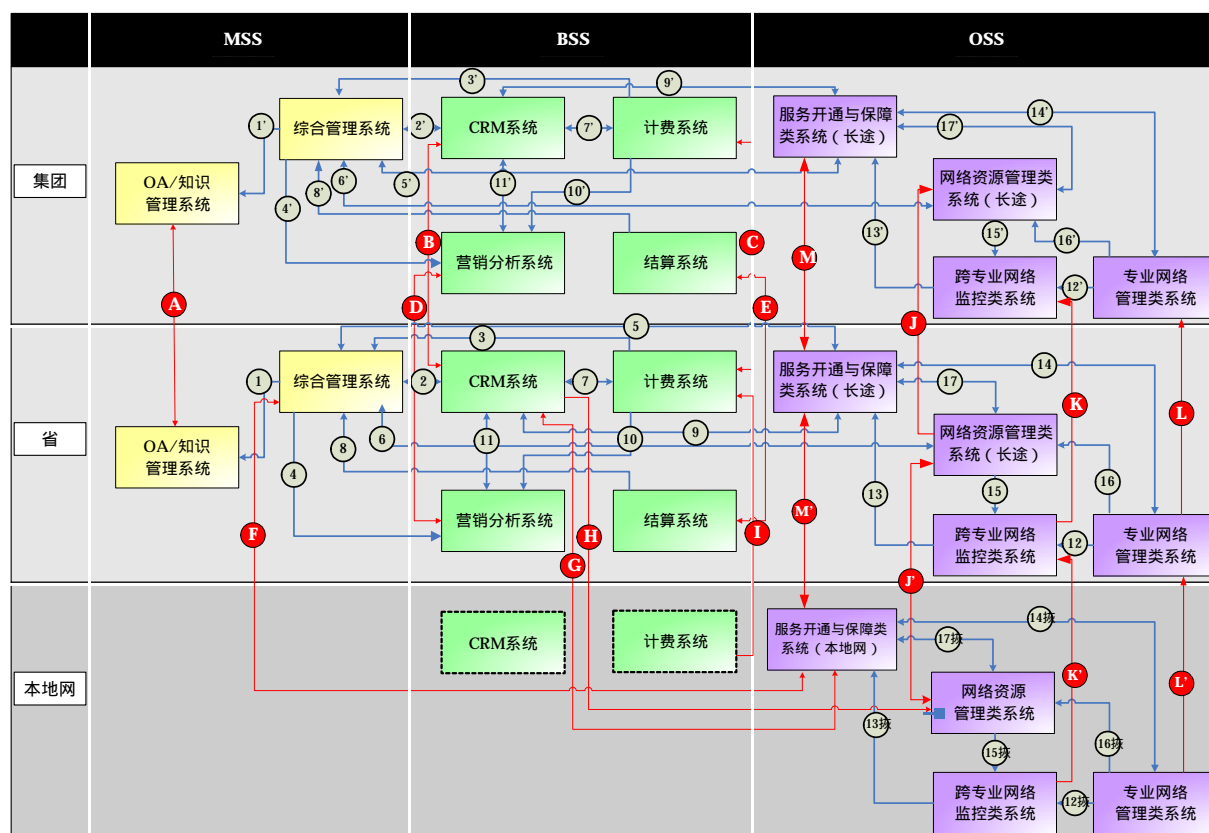 MSS
BSS
OSS
集团
3'
9'
1'
综合管理系统
2'
CRM系统
7'
计费系统
服务开通与保障
类系统（长途）
14'
17'
OA/知识
管理系统
4'
8'
6'
5'
11'
10'
网络资源管理类
系统（长途）
B
C
M
13'
15'
16'
营销分析系统
结算系统
跨专业网络
监控类系统
12'
专业网络
管理类系统
A
D
E
J
省
3
5
1
综合管理系统
2
CRM系统
7
计费系统
服务开通与保障
类系统（长途）
14
17
K
L
OA/知识
管理系统
4
8
6
11
10
9
网络资源管理类
系统（长途）
13
15
16
营销分析系统
结算系统
M'
跨专业网络
监控类系统
12
专业网络
管理类系统
F
H
I
G
J'
本地网
CRM系统
计费系统
服务开通与保障类
系统（本地网）
14恢
17恢
K'
L'
网络资源
管理类系统
13恢
15恢
16恢
跨专业网络
监控类系统
12恢
专业网络
管理类系统